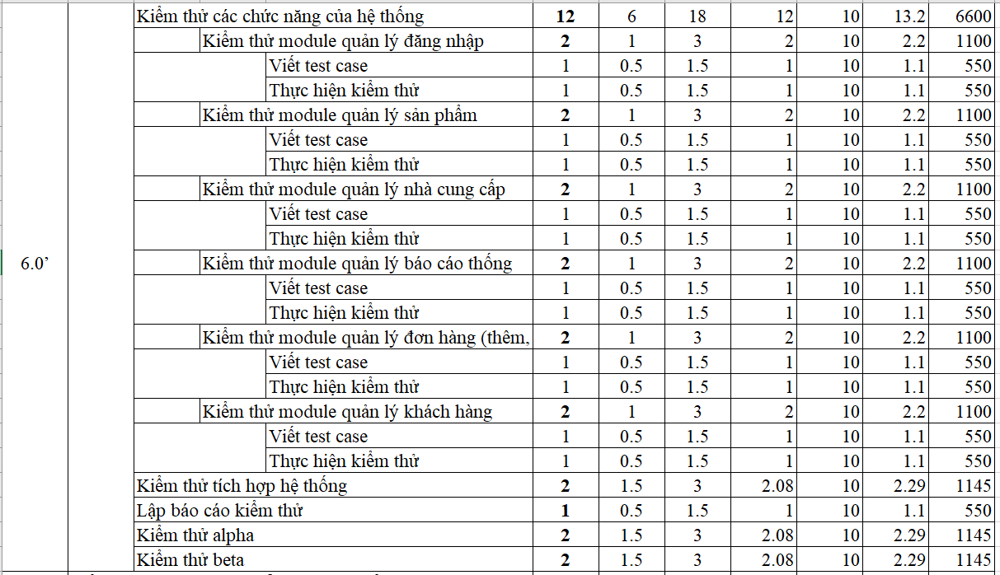 Kiểm thử các chức năng của hệ thống 12 6 18 12 10 13.2 6600
Kiểm thử module quản lý đăng nhập 2 1 3 2 10 2.2 1100
Viết test case 1 0.5 1.5 1 10 1.1 550
Thực hiện kiểm thử 1 0.5 1.5 1 10 1.1 550
Kiểm thử module quản lý sản phẩm 2 1 3 2 10 2.2 1100
Viết test case 1 0.5 1.5 1 10 1.1 550
Thực hiện kiểm thử 1 0.5 1.5 1 10 1.1 550
Kiểm thử module quản lý nhà cung cấp 2 1 3 2 10 2.2 1100
Viết test case 1 0.5 1.5 1 10 1.1 550
Thực hiện kiểm thử 1 0.5 1.5 1 10 1.1 550
6.0’ Kiểm thử module quản lý báo cáo thống 2 1 3 2 10 2.2 1100
Viết test case 1 0.5 1.5 1 10 1.1 550
Thực hiện kiểm thử 1 0.5 1.5 1 10 1.1 550
Kiểm thử module quản lý đơn hàng (thêm, 2 1 3 2 10 2.2 1100
Viết test case 1 0.5 1.5 1 10 1.1 550
Thực hiện kiểm thử 1 0.5 1.5 1 10 1.1 550
Kiểm thử module quản lý khách hàng 2 1 3 2 10 2.2 1100
Viết test case 1 0.5 1.5 1 10 1.1 550
Thực hiện kiểm thử 1 0.5 1.5 1 10 1.1 550
Kiểm thử tích hợp hệ thống 2 1.5 3 2.08 10 2.29 1145
Lập báo cáo kiểm thử 1 0.5 1.5 1 10 1.1 550
Kiểm thử alpha 2 1.5 3 2.08 10 2.29 1145
Kiểm thử beta 2 1.5 3 2.08 10 2.29 1145